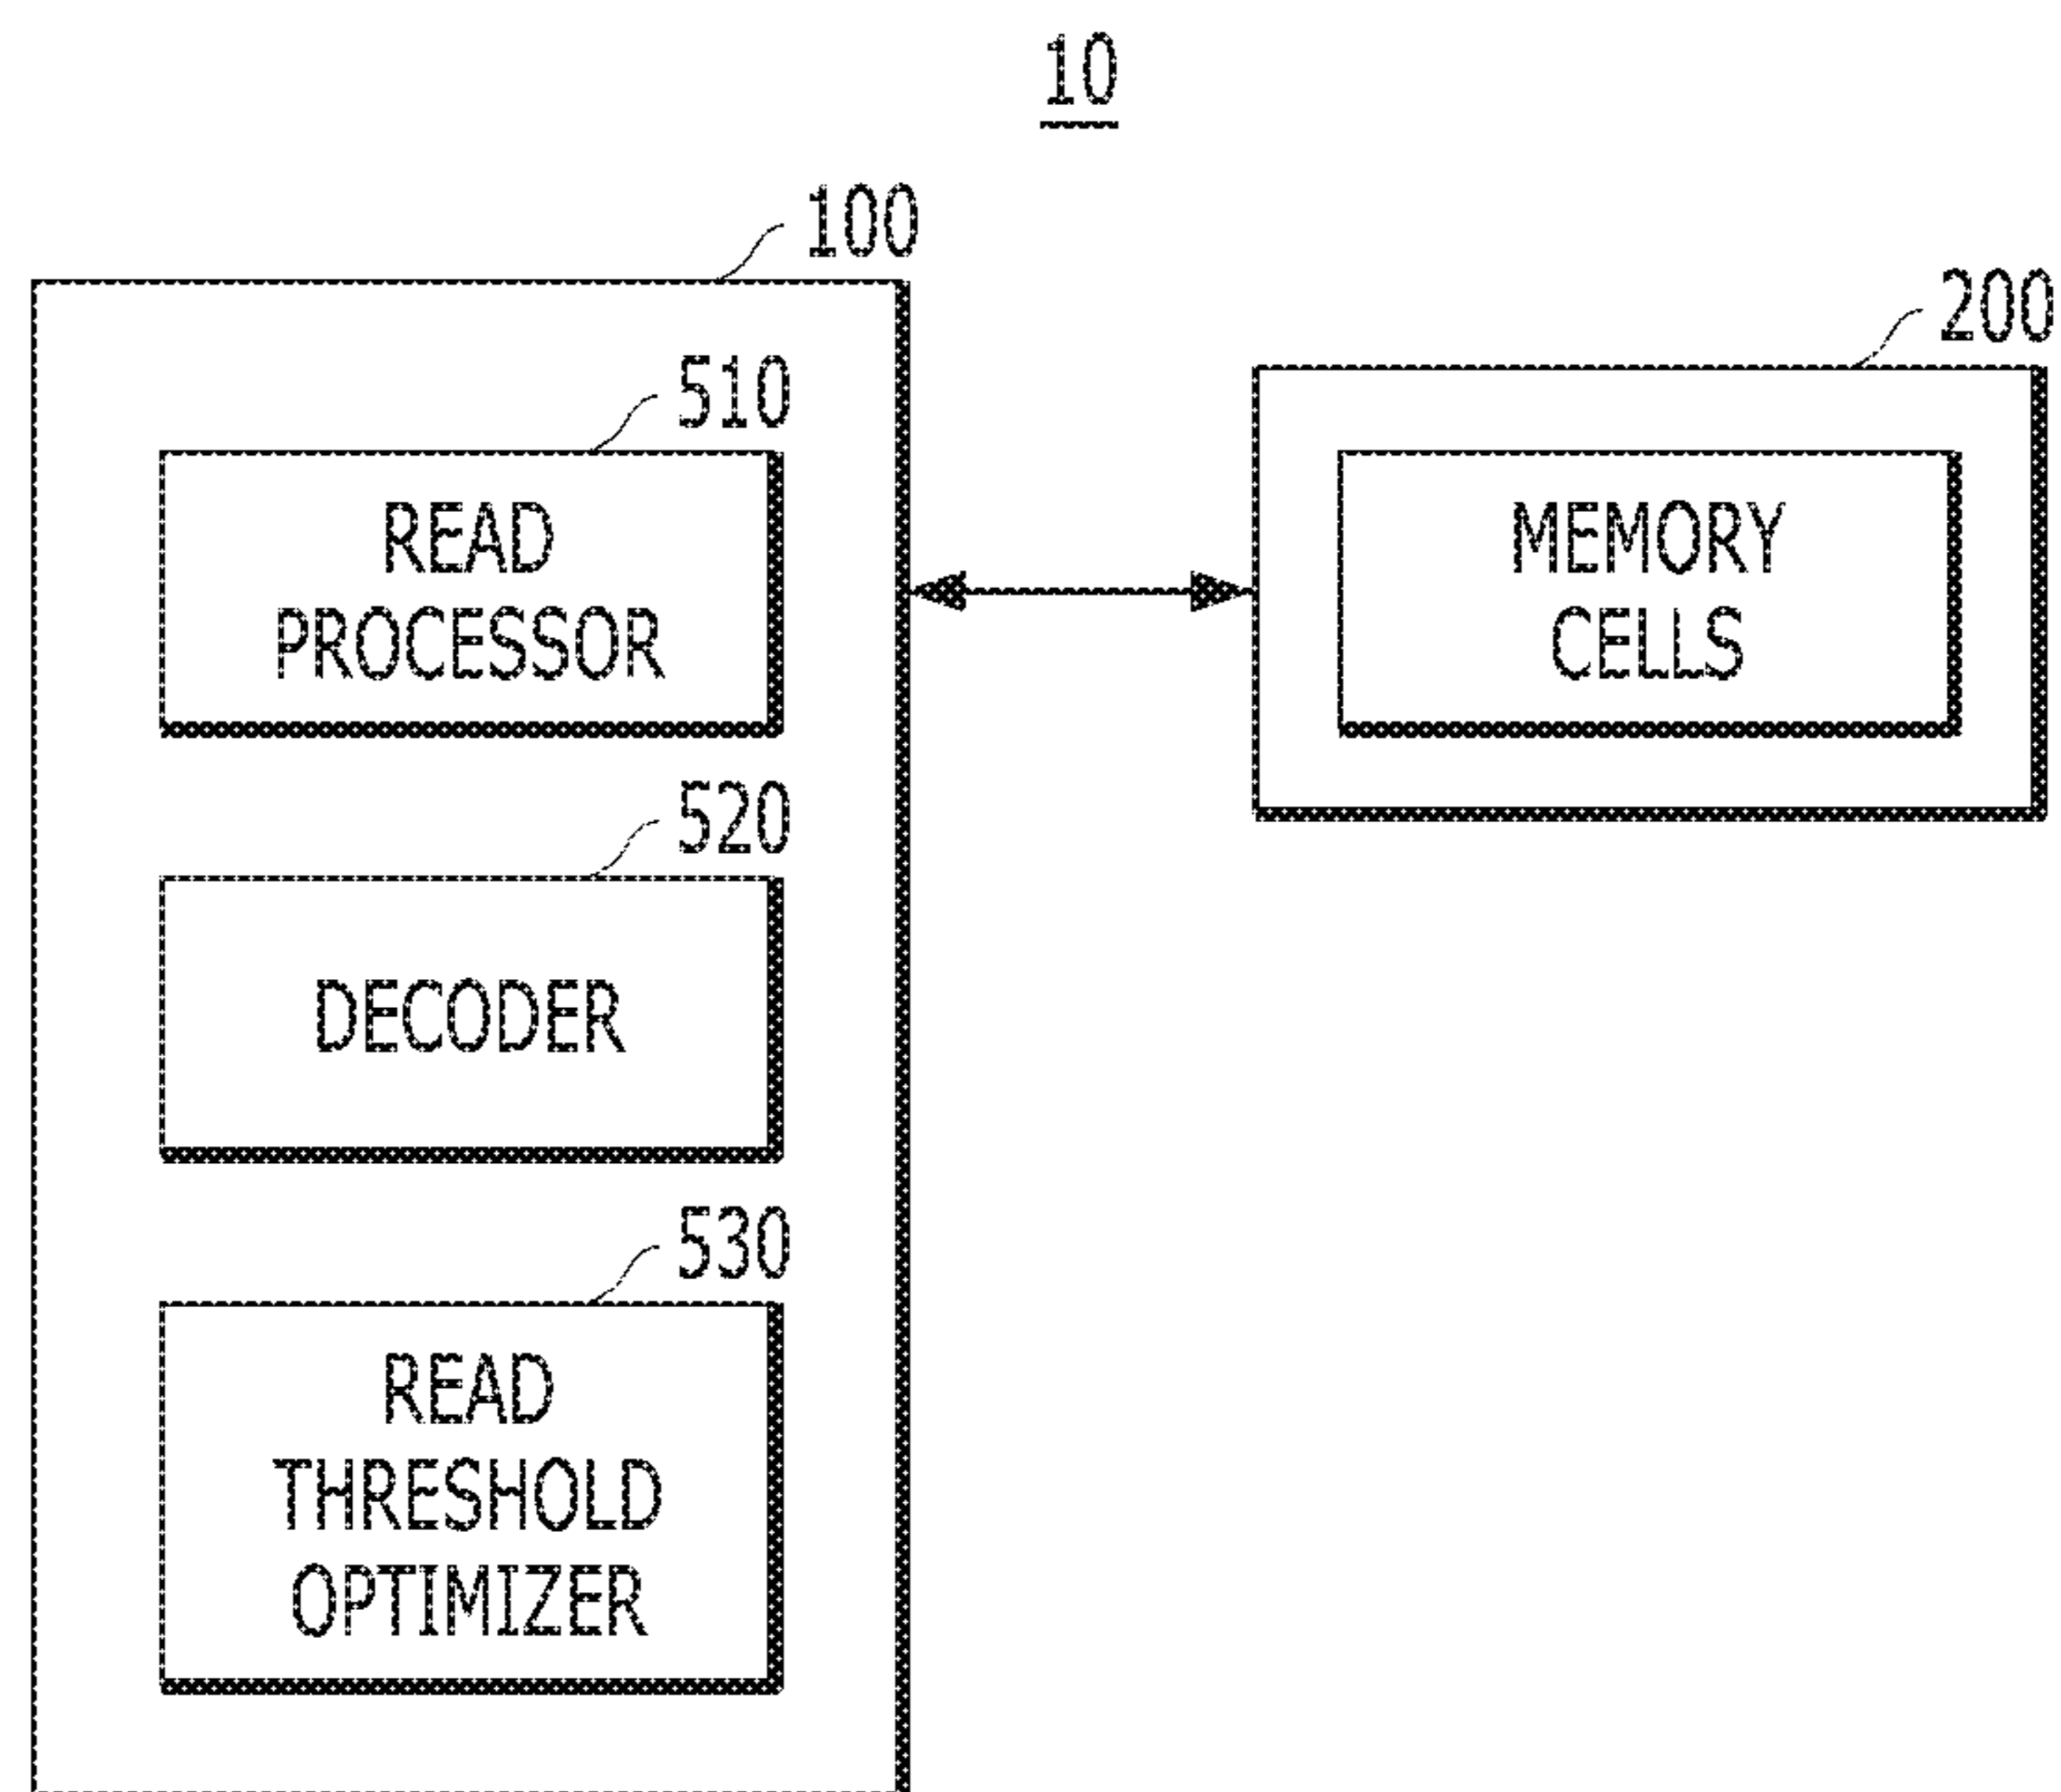 10
100
200
510
READ
PROCESSOR
MEMORY
CELLS
520
DECODER
530
READ
THRESHOLD
OPTIMIZER